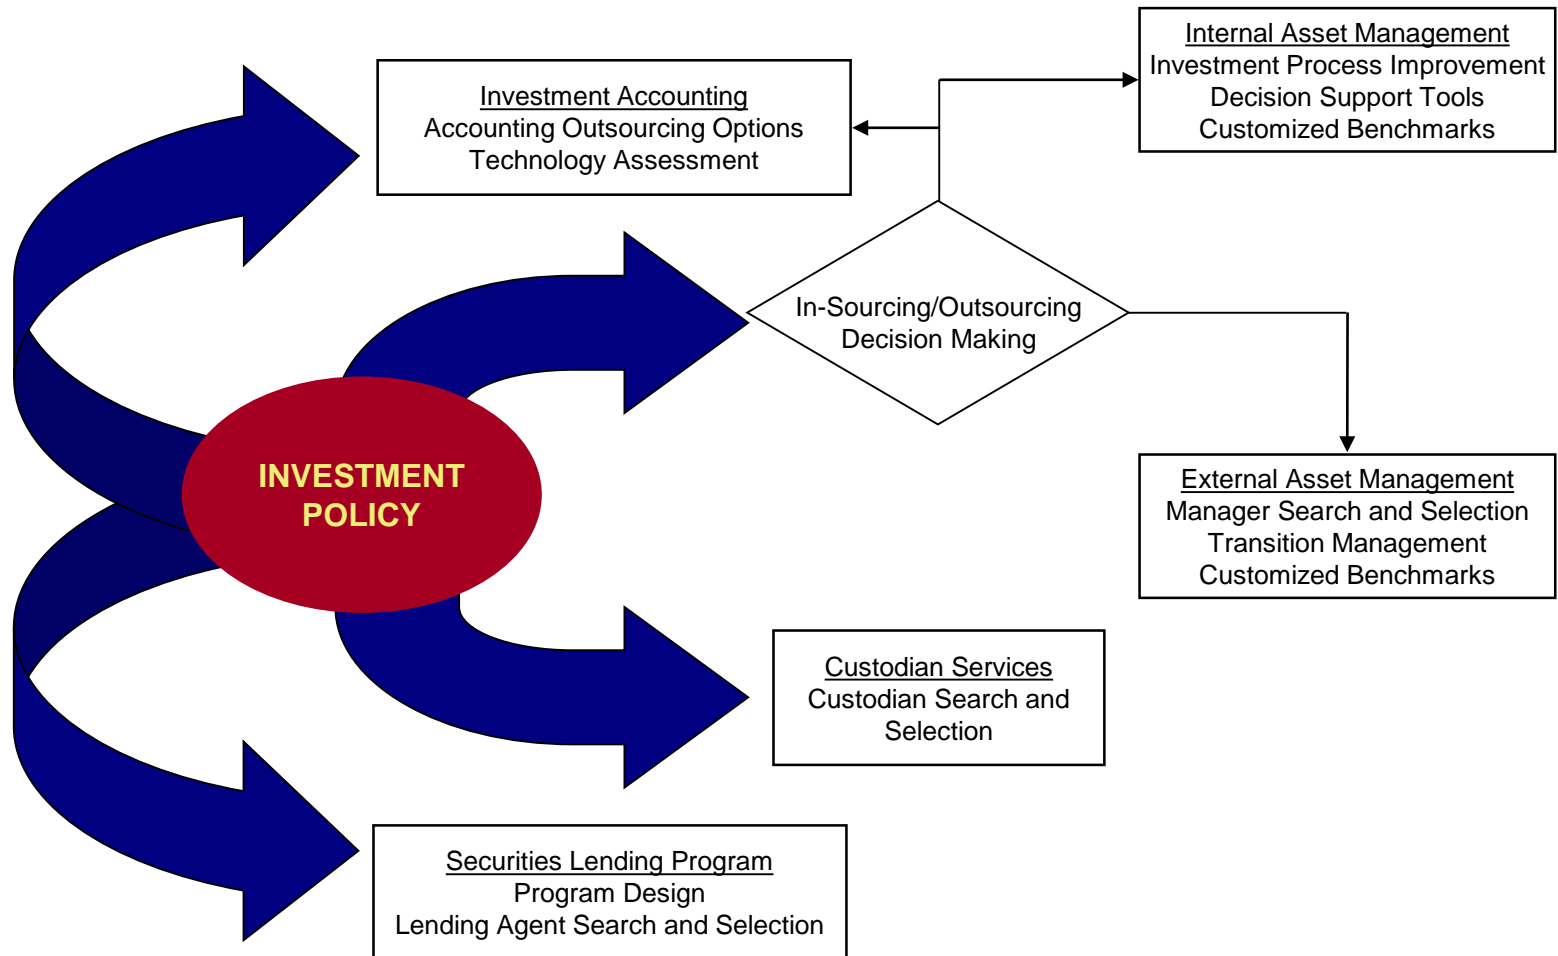 Internal Asset Management
Investment Process Improvement
Decision Support Tools
Customized Benchmarks
Investment Accounting
Accounting Outsourcing Options
Technology Assessment
In-Sourcing/Outsourcing
Decision Making
INVESTMENT
POLICY
External Asset Management
Manager Search and Selection
Transition Management
Customized Benchmarks
Custodian Services
Custodian Search and
Selection
Securities Lending Program
Program Design
Lending Agent Search and Selection